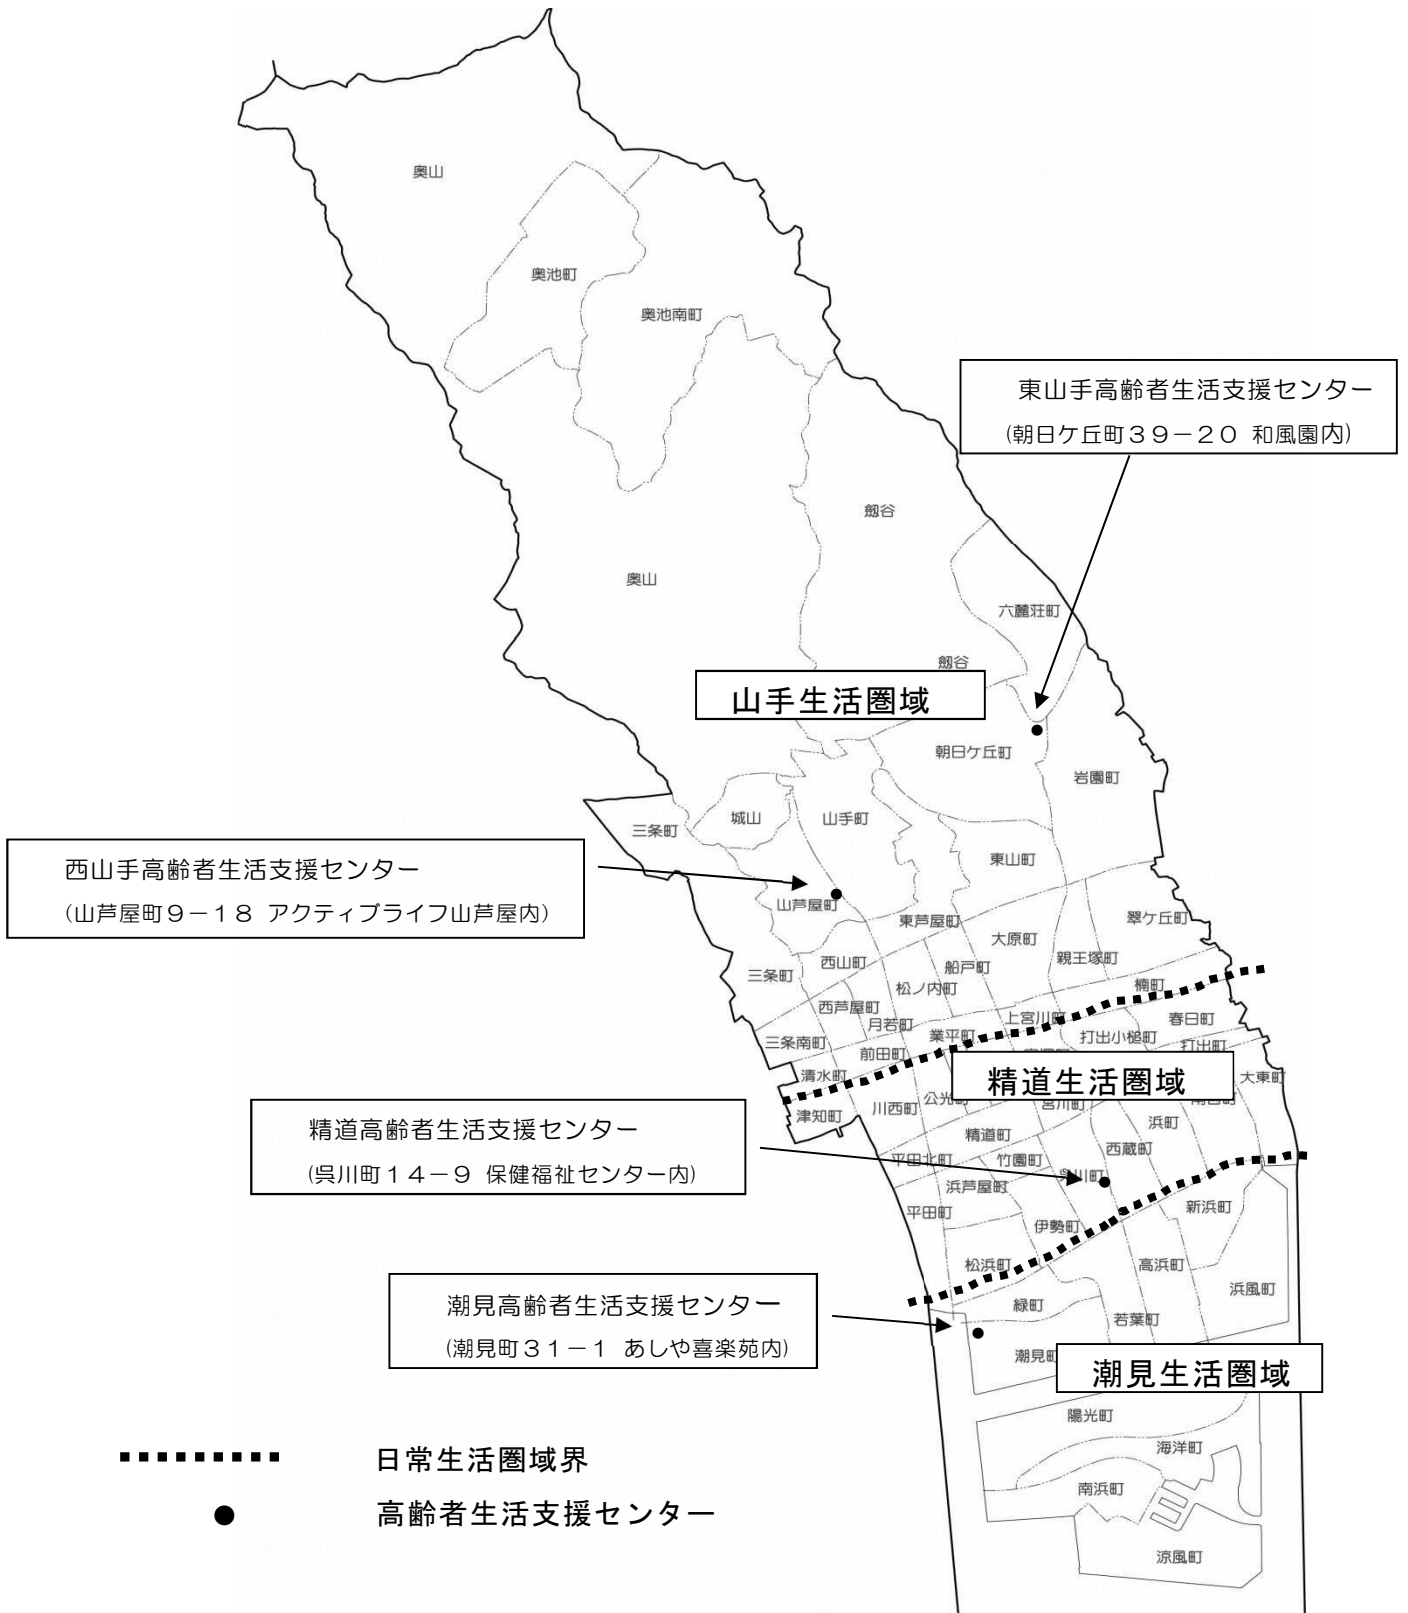 奥山
奥池町
奥池南町
東山手高齢者生活支援センター
(朝日ケ丘町３９－２０ 和風園内)
劔谷
奥山
六麓荘町
劔谷
山手生活圏域
朝日ケ丘町
岩園町
城山
山手町
三条町
東山町
西山手高齢者生活支援センター
(山芦屋町９－１８ アクティブライフ山芦屋内)
山芦屋町
東芦屋町
翠ケ丘町
大原町
親王塚町
西山町
船戸町
三条町
松ノ内町
楠町
西芦屋町
月若町
上宮川町
春日町
業平町
打出小槌町
三条南町
前田町
打出町
清水町
精道生活圏域
大東町
津知町
川西町
公光町
宮川町
浜町
精道高齢者生活支援センター
(呉川町１４－９ 保健福祉センター内)
精道町
西蔵町
平田北町
竹園町
呉川町
浜芦屋町
平田町
伊勢町
新浜町
松浜町
高浜町
浜風町
潮見高齢者生活支援センター
(潮見町３１－１ あしや喜楽苑内)
緑町
若葉町
潮見町
潮見生活圏域
陽光町
海洋町
南浜町
涼風町
日常生活圏域界
高齢者生活支援センター